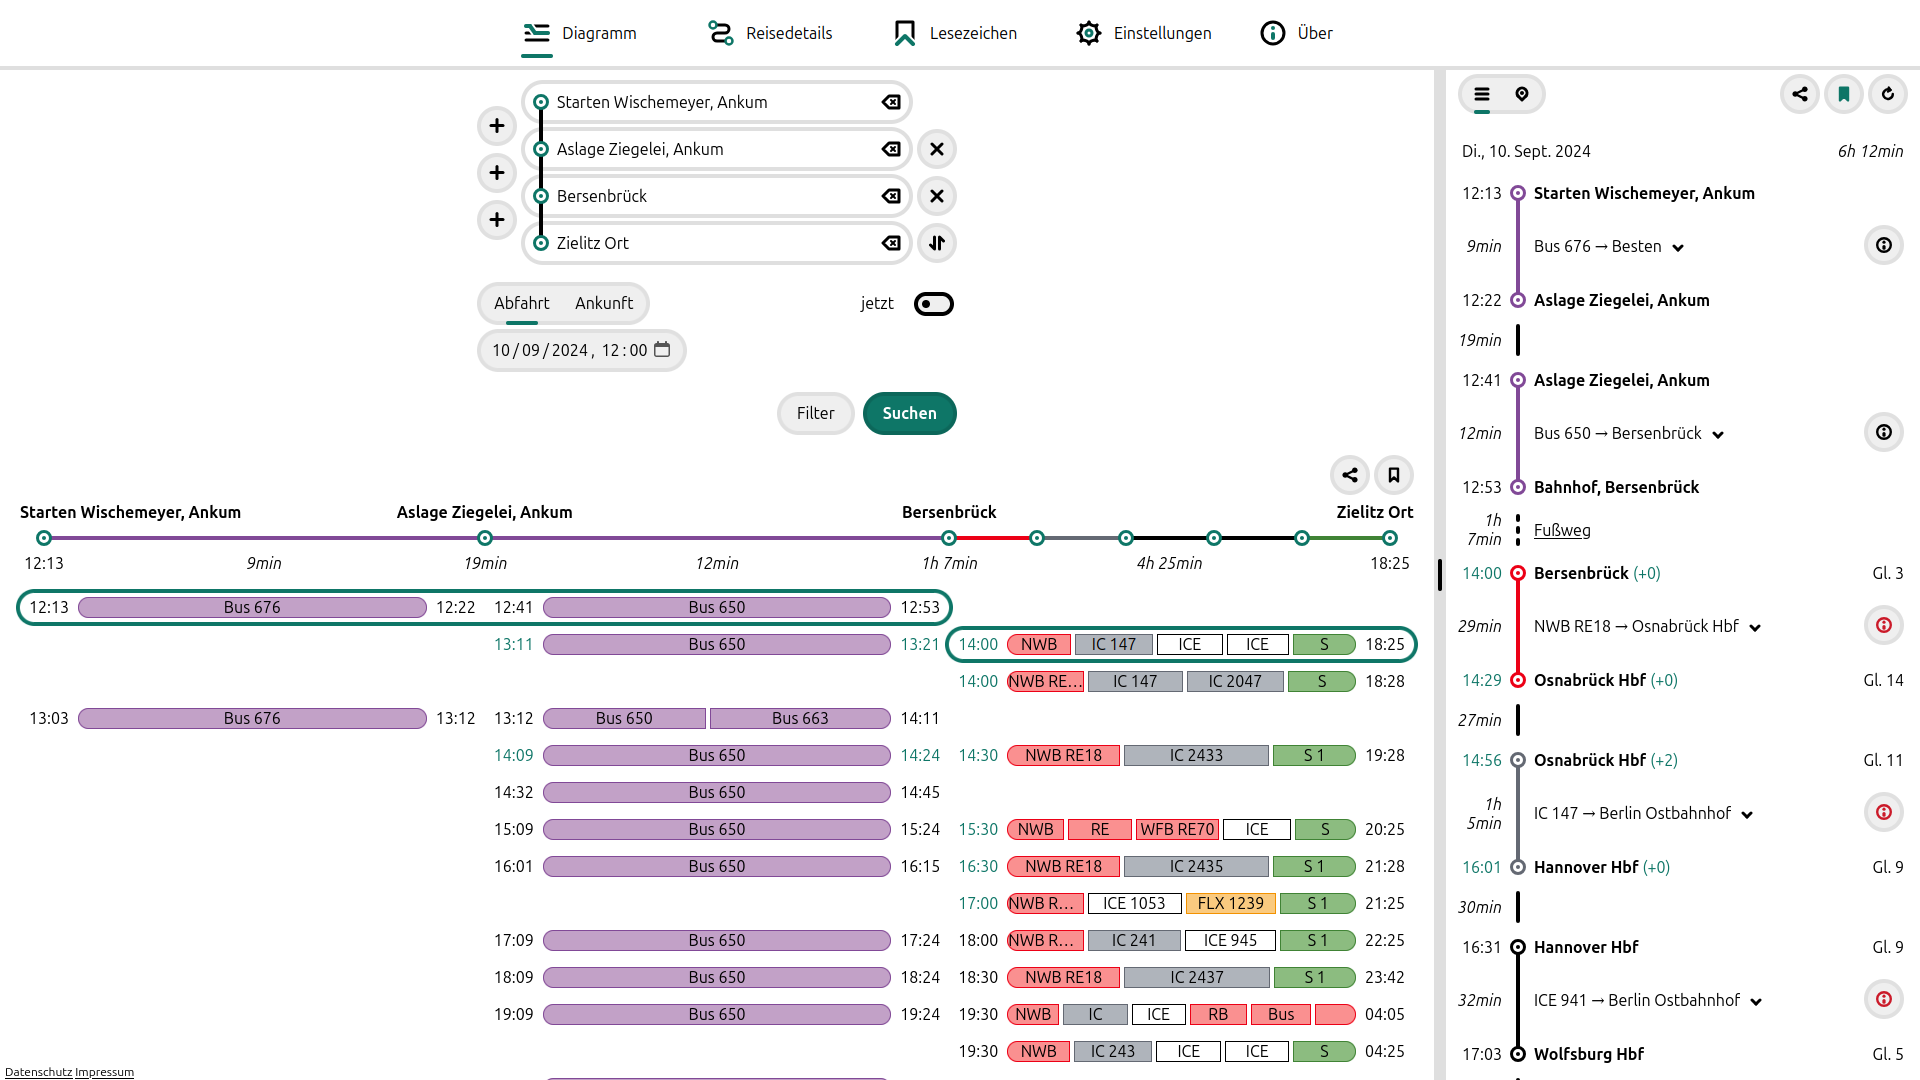 Diagramm Reisedetails Lesezeichen Einstellungen Über
Starten Wischemeyer, Ankum
Aslage Ziegelei, Ankum
Bersenbrück
Zielitz Ort
Abfahrt Ankunft jetzt
10/09/2024, 12:00
Filter Suchen
Starten Wischemeyer, Ankum Aslage Ziegelei, Ankum Bersenbrück Zielitz Ort
12:13 9min 19min 12min 1h 7min 4h 25min 18:25
12:13 Bus 676 12:22 12:41 Bus 650 12:53
13:11 Bus 650 13:21 14:00 NWB IC 147 ICE ICE S 18:25
14:00 NWB RE... IC 147 IC 2047 S 18:28
13:03 Bus 676 13:12 13:12 Bus 650 Bus 663 14:11
14:09 Bus 650 14:24 14:30 NWB RE18 IC 2433 S 1 19:28
14:32 Bus 650 14:45
15:09 Bus 650 15:24 15:30 NWB RE WFB RE70 ICE S 20:25
16:01 Bus 650 16:15 16:30 NWB RE18 IC 2435 S 1 21:28
17:00 NWB R... ICE 1053 FLX 1239 S 1 21:25
17:09 Bus 650 17:24 18:00 NWB R... IC 241 ICE 945 S 1 22:25
18:09 Bus 650 18:24 18:30 NWB RE18 IC 2437 S 1 23:42
19:09 Bus 650 19:24 19:30 NWB IC ICE RB Bus 04:05
19:30 NWB IC 243 ICE ICE S 04:25
Datenschutz Impressum
Di., 10. Sept. 2024 6h 12min
12:13 Starten Wischemeyer, Ankum
9min Bus 676 → Besten
12:22 Aslage Ziegelei, Ankum
19min
12:41 Aslage Ziegelei, Ankum
12min Bus 650 → Bersenbrück
12:53 Bahnhof, Bersenbrück
1h
7min Fußweg
14:00 Bersenbrück (+0) Gl. 3
29min NWB RE18 → Osnabrück Hbf
14:29 Osnabrück Hbf (+0) Gl. 14
27min
14:56 Osnabrück Hbf (+2) Gl. 11
1h
5min IC 147 → Berlin Ostbahnhof
16:01 Hannover Hbf (+0) Gl. 9
30min
16:31 Hannover Hbf Gl. 9
32min ICE 941 → Berlin Ostbahnhof
17:03 Wolfsburg Hbf Gl. 5